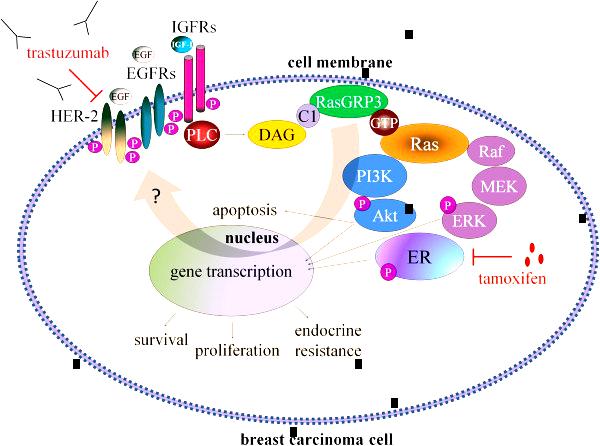 IGFRs
trastuzumab
EGF
IGF-I
EGFRs
cell membrane
EGF
HER-2
P
P
P
P
P
P
PLC
DAG
C1
RasGRP3
GTP
Ras
Raf
PI3K
MEK
?
P
Akt
P
ERK
apoptosis
nucleus
gene transcription
ER
P
tamoxifen
survival
proliferation
endocrine
resistance
breast carcinoma cell